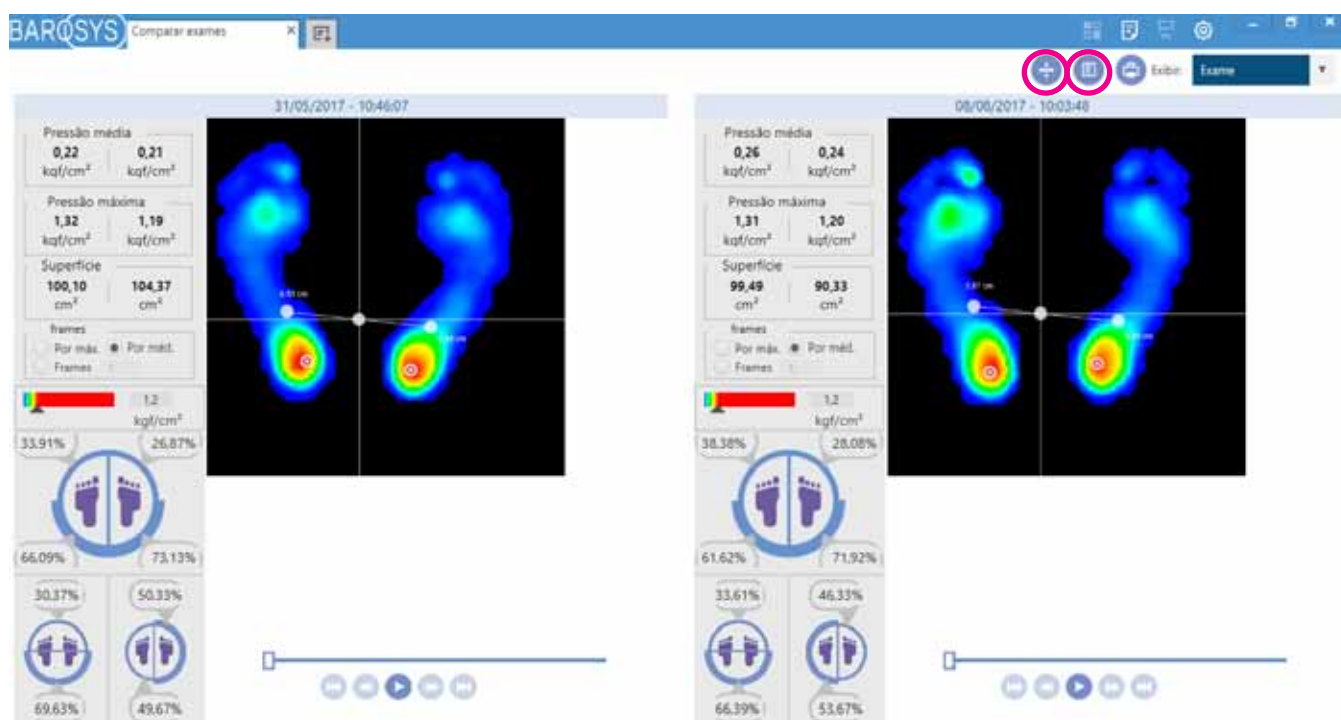 BAROSYS
Comparar exames
Exibir: Exame
31/05/2017 - 10:46:07
Pressão média
0,22 0,21
kgf/cm² kgf/cm²
Pressão máxima
1,32 1,19
kgf/cm² kgf/cm²
Superfície
100,10 104,37
cm² cm²
frames
Por máx. Por méd.
Frames
1,2
kgf/cm²
33.91% 26.87%
66.09% 73.13%
30.37% 50.33%
69.63% 49.67%
08/08/2017 - 10:03:48
Pressão média
0,26 0,24
kgf/cm² kgf/cm²
Pressão máxima
1,31 1,20
kgf/cm² kgf/cm²
Superfície
99,49 90,33
cm² cm²
frames
Por máx. Por méd.
Frames
1,2
kgf/cm²
38.38% 28.08%
61.62% 71.92%
33.61% 46.33%
66.39% 53.67%